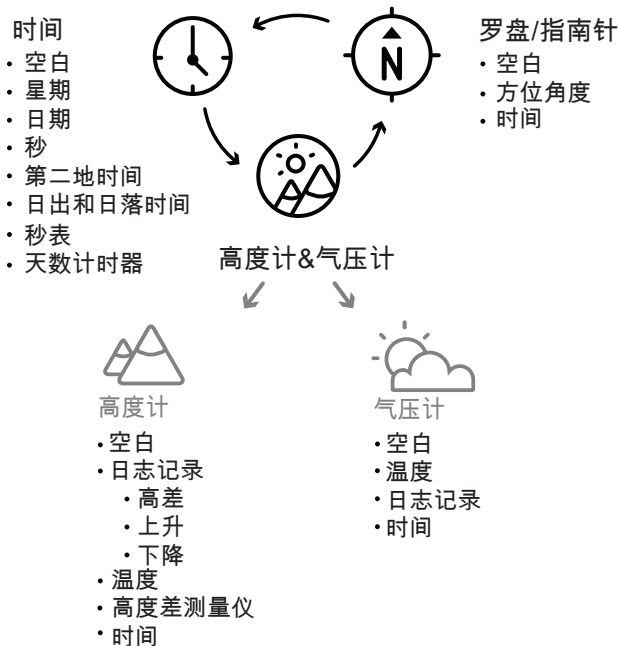 时间
· 空白
· 星期
· 日期
· 秒
· 第二地时间
· 日出和日落时间
· 秒表
· 天数计时器
N
罗盘/指南针
· 空白
· 方位角度
· 时间
高度计&气压计
高度计
· 空白
· 日志记录
· 高差
· 上升
· 下降
· 温度
· 高度差测量仪
· 时间
气压计
· 空白
· 温度
· 日志记录
· 时间